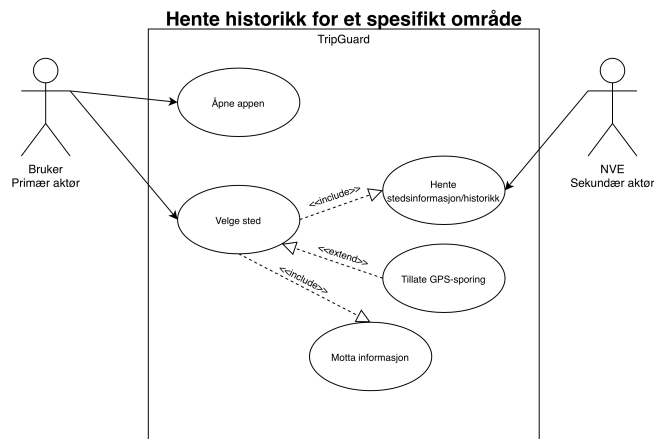 Hente historikk for et spesifikt område
TripGuard
Åpne appen
Bruker
Primær aktør
NVE
Sekundær aktør
Hente
stedsinformasjon/historikk
<<include>>
Velge sted
<<extend>>
Tillate GPS-sporing
<<include>>
Motta informasjon